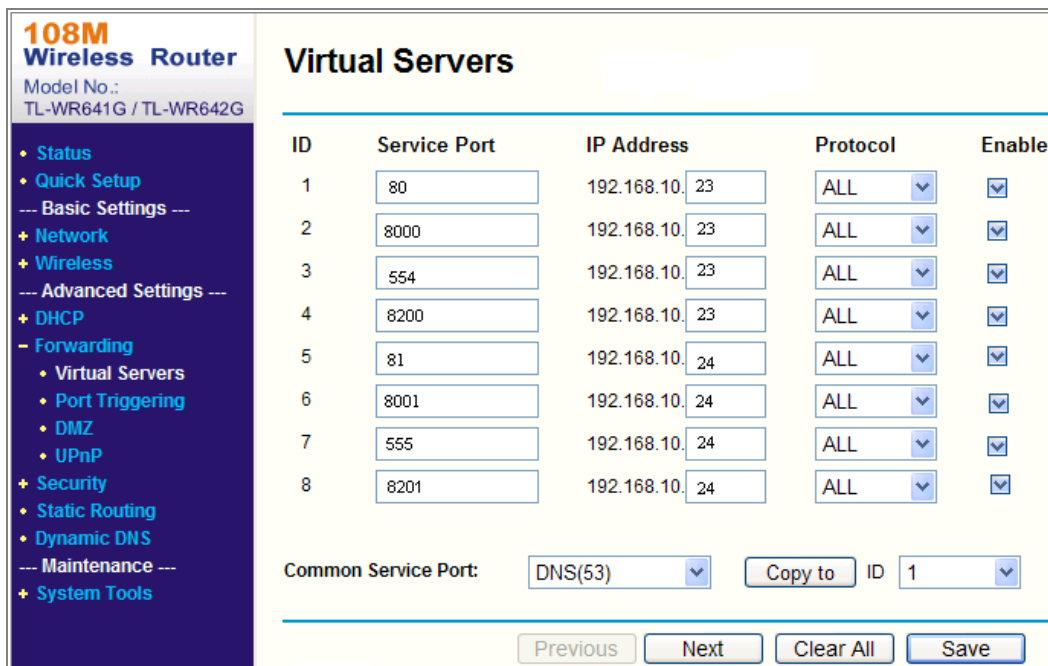 108M
Wireless Router
Model No.:
TL-WR641G / TL-WR642G
• Status
• Quick Setup
--- Basic Settings ---
+ Network
+ Wireless
--- Advanced Settings ---
+ DHCP
– Forwarding
• Virtual Servers
• Port Triggering
• DMZ
• UPnP
+ Security
• Static Routing
• Dynamic DNS
--- Maintenance ---
+ System Tools
Virtual Servers
ID Service Port IP Address Protocol Enable
1 80 192.168.10. 23 ALL
2 8000 192.168.10. 23 ALL
3 554 192.168.10. 23 ALL
4 8200 192.168.10. 23 ALL
5 81 192.168.10. 24 ALL
6 8001 192.168.10. 24 ALL
7 555 192.168.10. 24 ALL
8 8201 192.168.10. 24 ALL
Common Service Port: DNS(53) Copy to ID 1
Previous Next Clear All Save